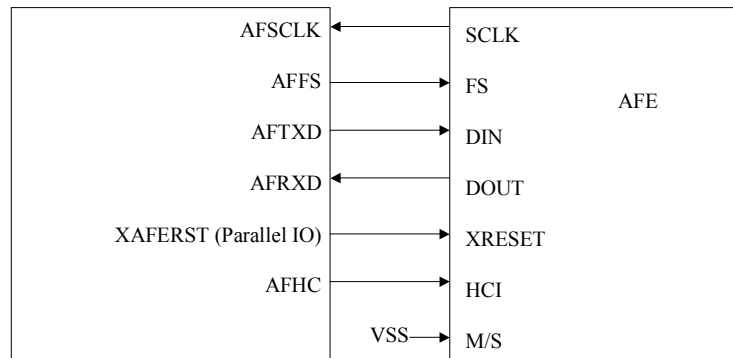 AFSCLK SCLK
AFFS FS
AFE
AFTXD DIN
AFRXD DOUT
XAFERST (Parallel IO) XRESET
AFHC HCI
VSS M/S